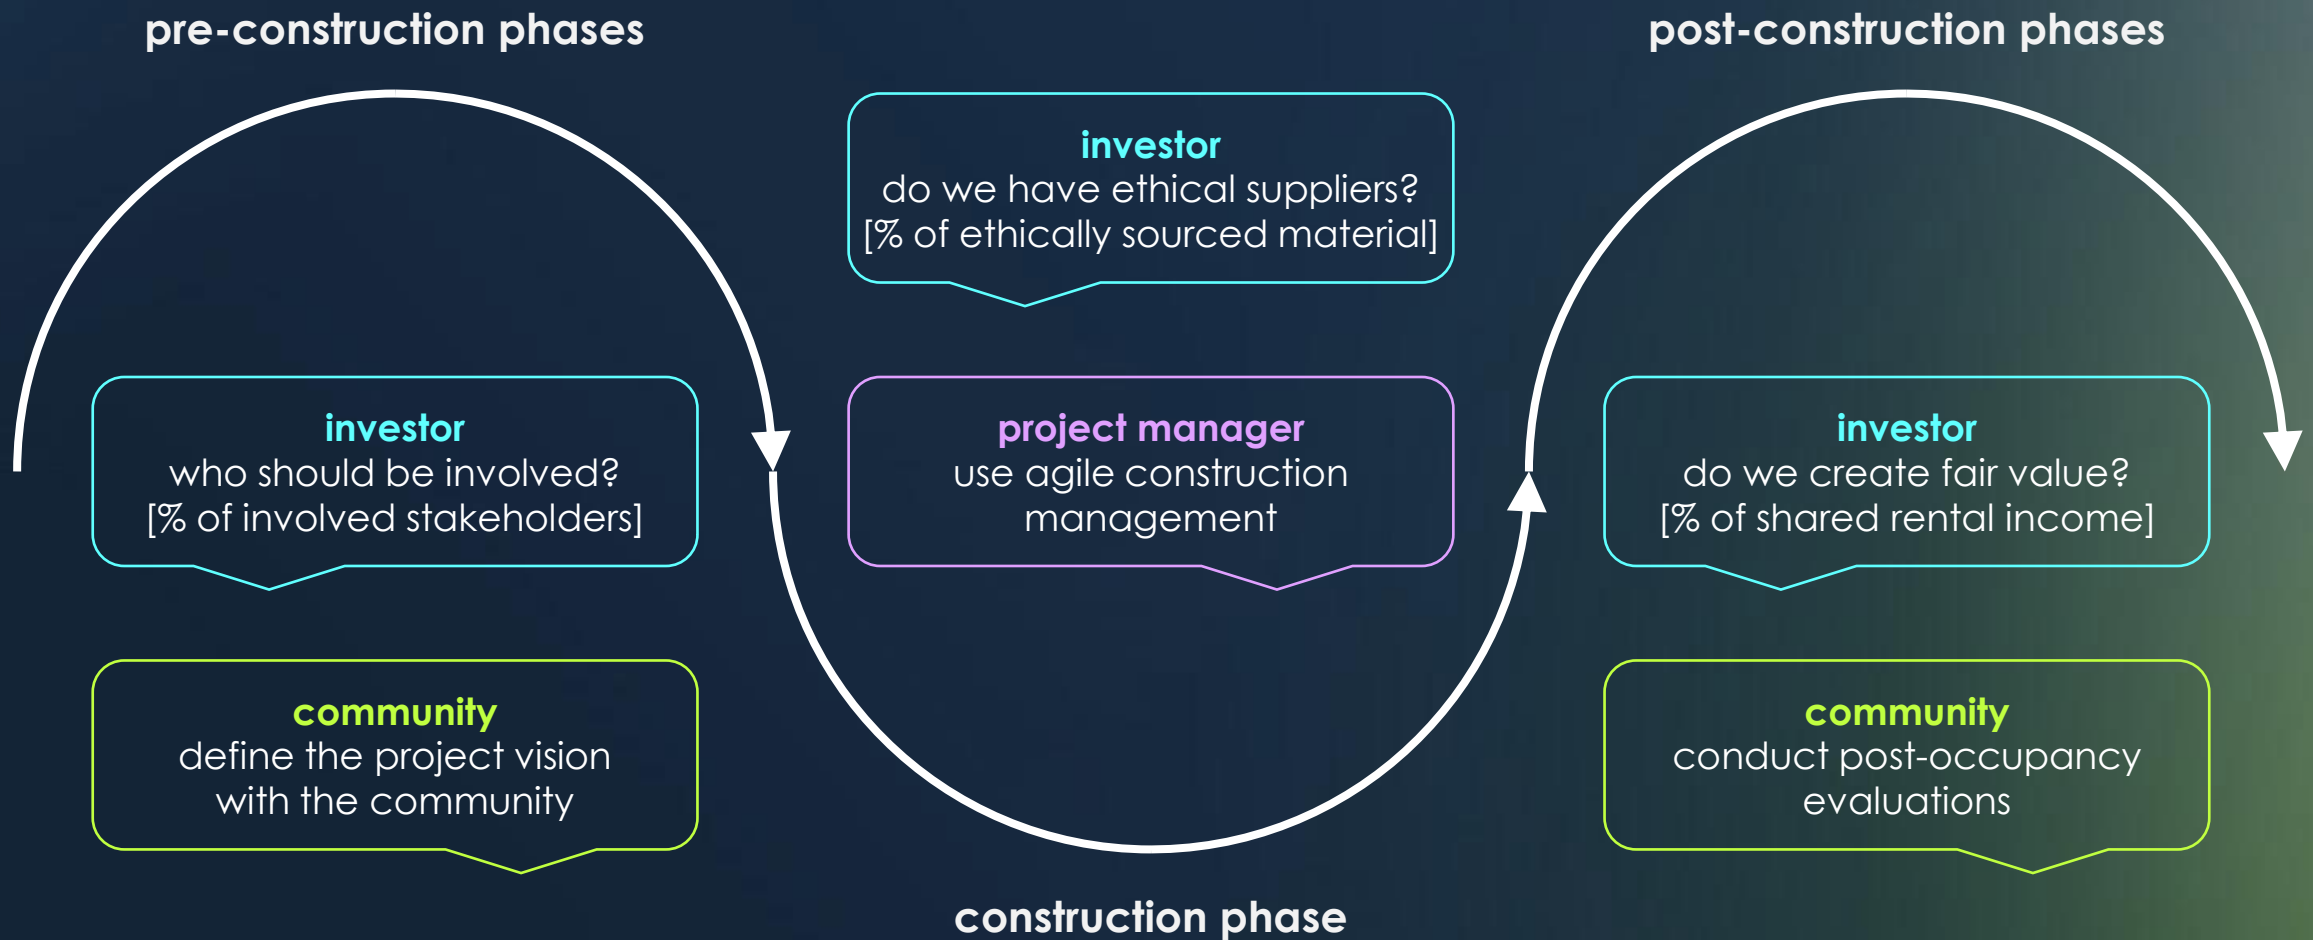 pre-construction phases
investor
who should be involved?
[% of involved stakeholders]
community
define the project vision
with the community
investor
do we have ethical suppliers?
[% of ethically sourced material]
project manager
use agile construction
management
construction phase
post-construction phases
investor
do we create fair value?
[% of shared rental income]
community
conduct post-occupancy
evaluations